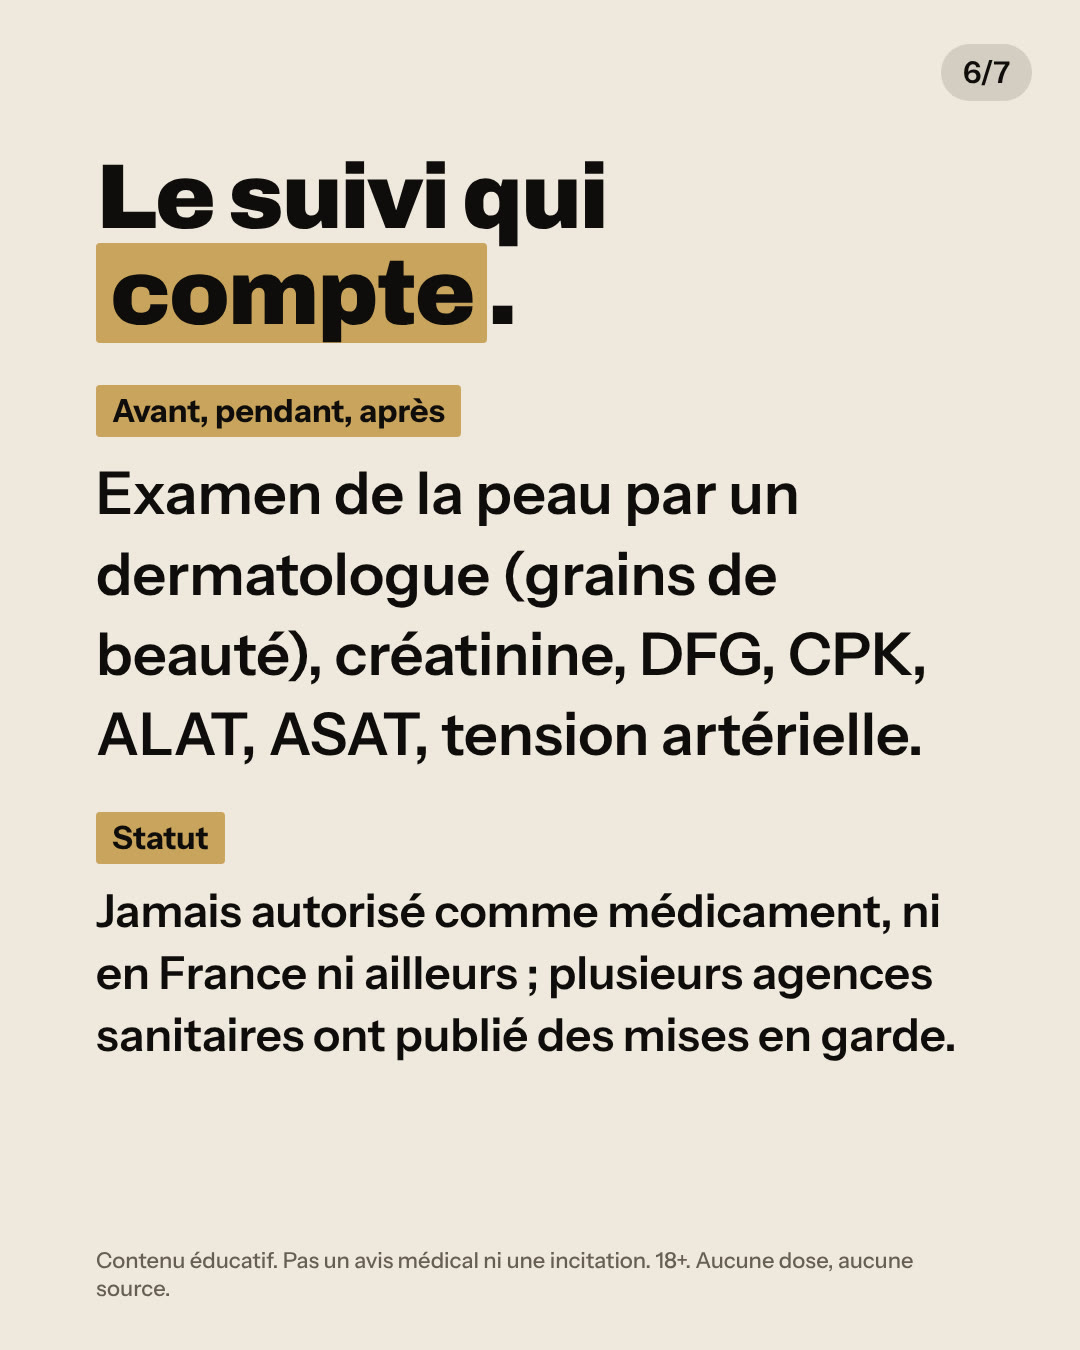 6/7
Le suivi qui
compte.
Avant, pendant, après
Examen de la peau par un
dermatologue (grains de
beauté), créatinine, DFG, CPK,
ALAT, ASAT, tension artérielle.
Statut
Jamais autorisé comme médicament, ni
en France ni ailleurs ; plusieurs agences
sanitaires ont publié des mises en garde.
Contenu éducatif. Pas un avis médical ni une incitation. 18+. Aucune dose, aucune
source.